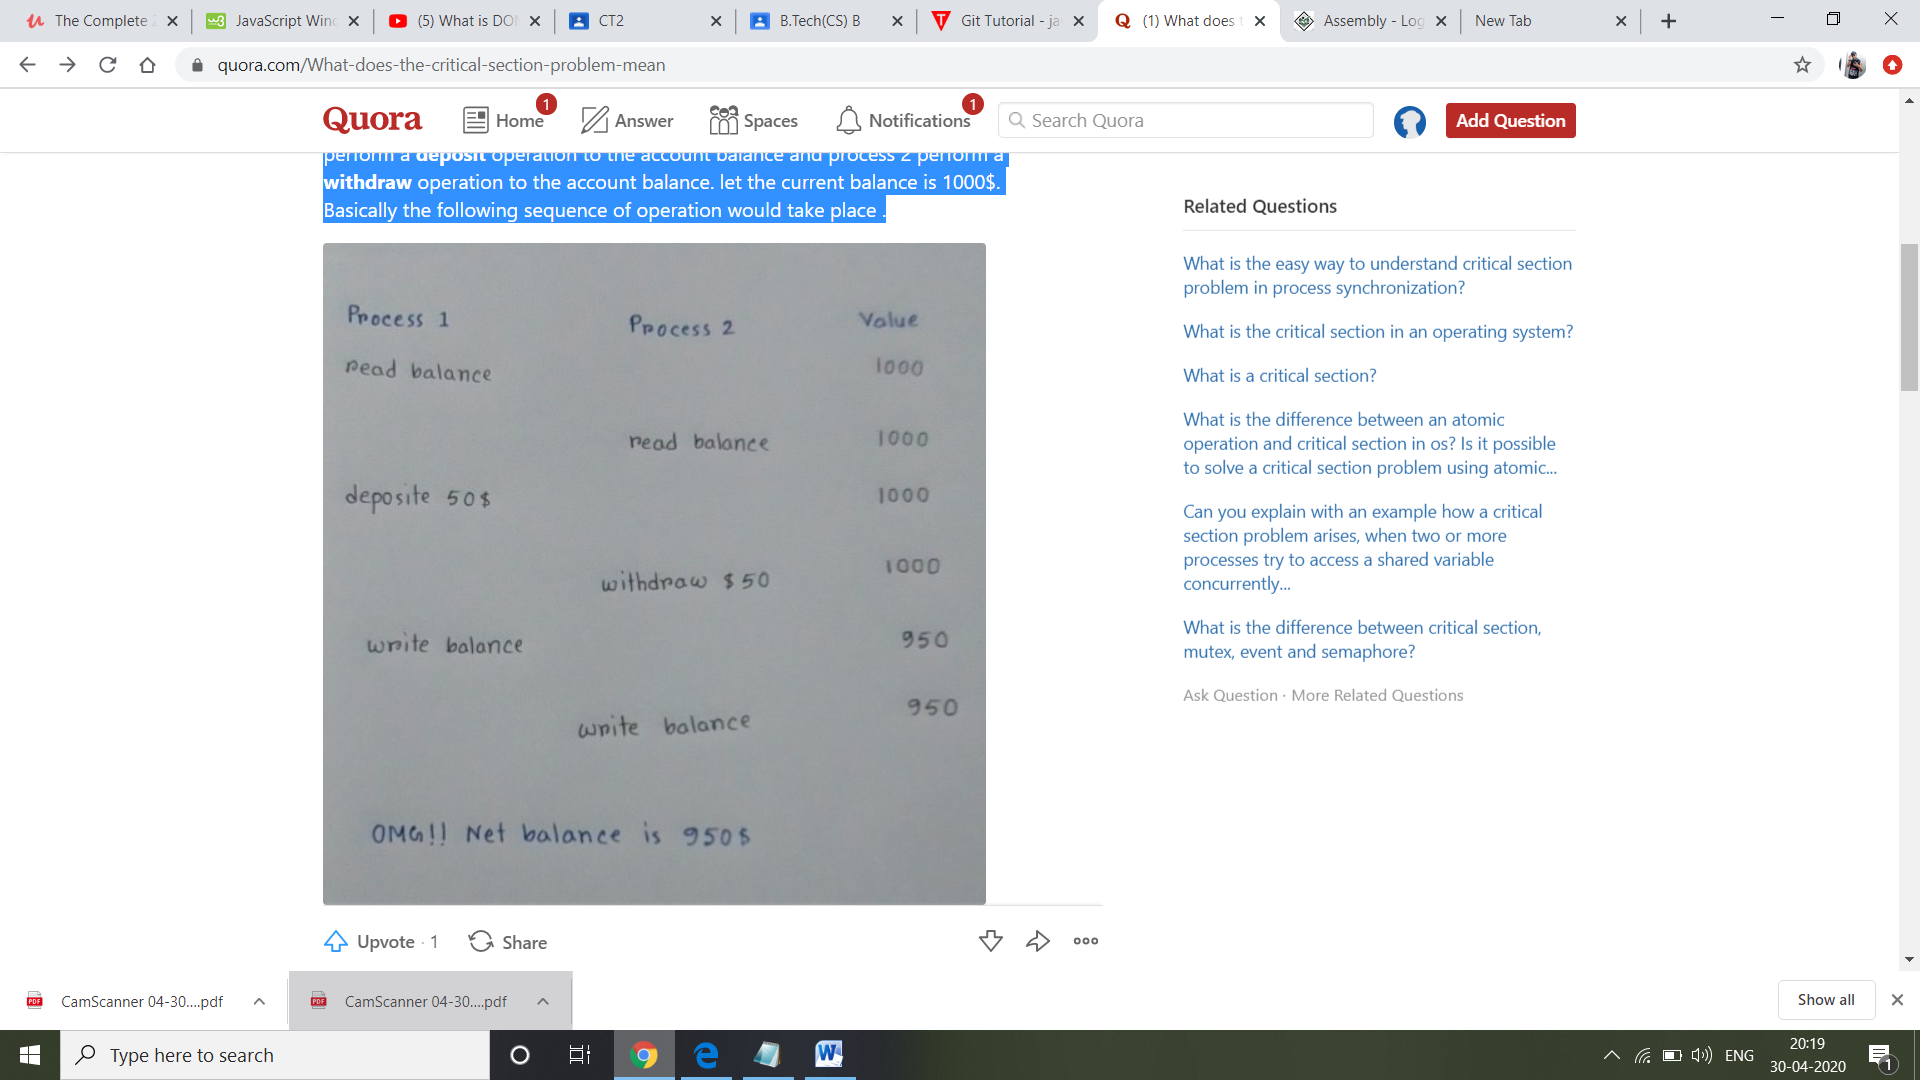 The Complete 2
JavaScript Wind
(5) What is DOM
CT2
B.Tech(CS) B
Git Tutorial - ja
(1) What does t
Assembly - Log
New Tab
quora.com/What-does-the-critical-section-problem-mean
Quora
Home
1
Answer
Spaces
Notifications
1
Search Quora
Add Question
perform a deposit operation to the account balance and process 2 perform a
withdraw operation to the account balance. let the current balance is 1000$.
Basically the following sequence of operation would take place .
Process 1 Process 2 Value
read balance 1000
read balance 1000
deposite 50$ 1000
withdraw $50 1000
write balance 950
write balance 950
OMG!! Net balance is 950$
Upvote · 1
Share
Related Questions
What is the easy way to understand critical section
problem in process synchronization?
What is the critical section in an operating system?
What is a critical section?
What is the difference between an atomic
operation and critical section in os? Is it possible
to solve a critical section problem using atomic...
Can you explain with an example how a critical
section problem arises, when two or more
processes try to access a shared variable
concurrently...
What is the difference between critical section,
mutex, event and semaphore?
Ask Question · More Related Questions
CamScanner 04-30....pdf
CamScanner 04-30....pdf
Show all
Type here to search
ENG
20:19
30-04-2020
1